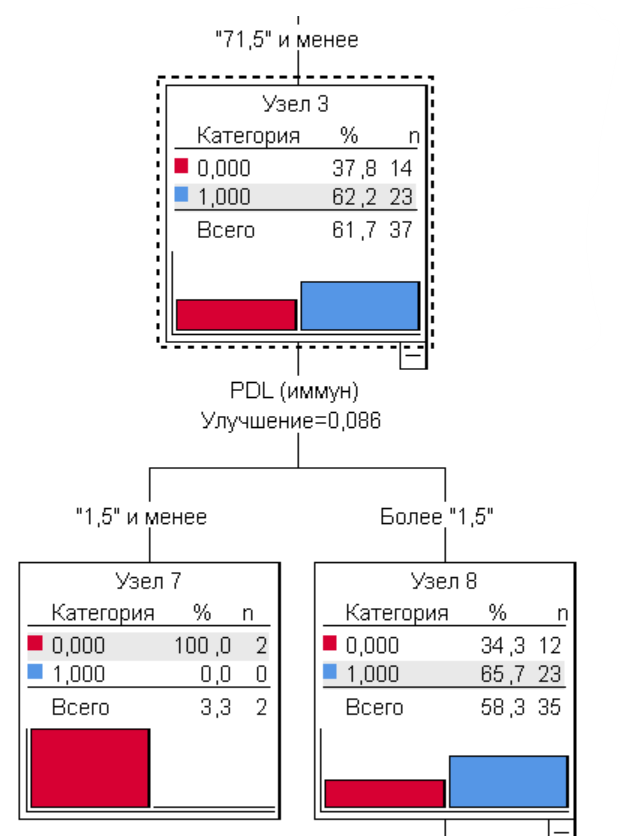 "71,5" и менее
Узел 3
Категория % n
0,000 37,8 14
1,000 62,2 23
Всего 61,7 37
PDL (иммун)
Улучшение=0,086
"1,5" и менее
Более "1,5"
Узел 7
Категория % n
0,000 100,0 2
1,000 0,0 0
Всего 3,3 2
Узел 8
Категория % n
0,000 34,3 12
1,000 65,7 23
Всего 58,3 35